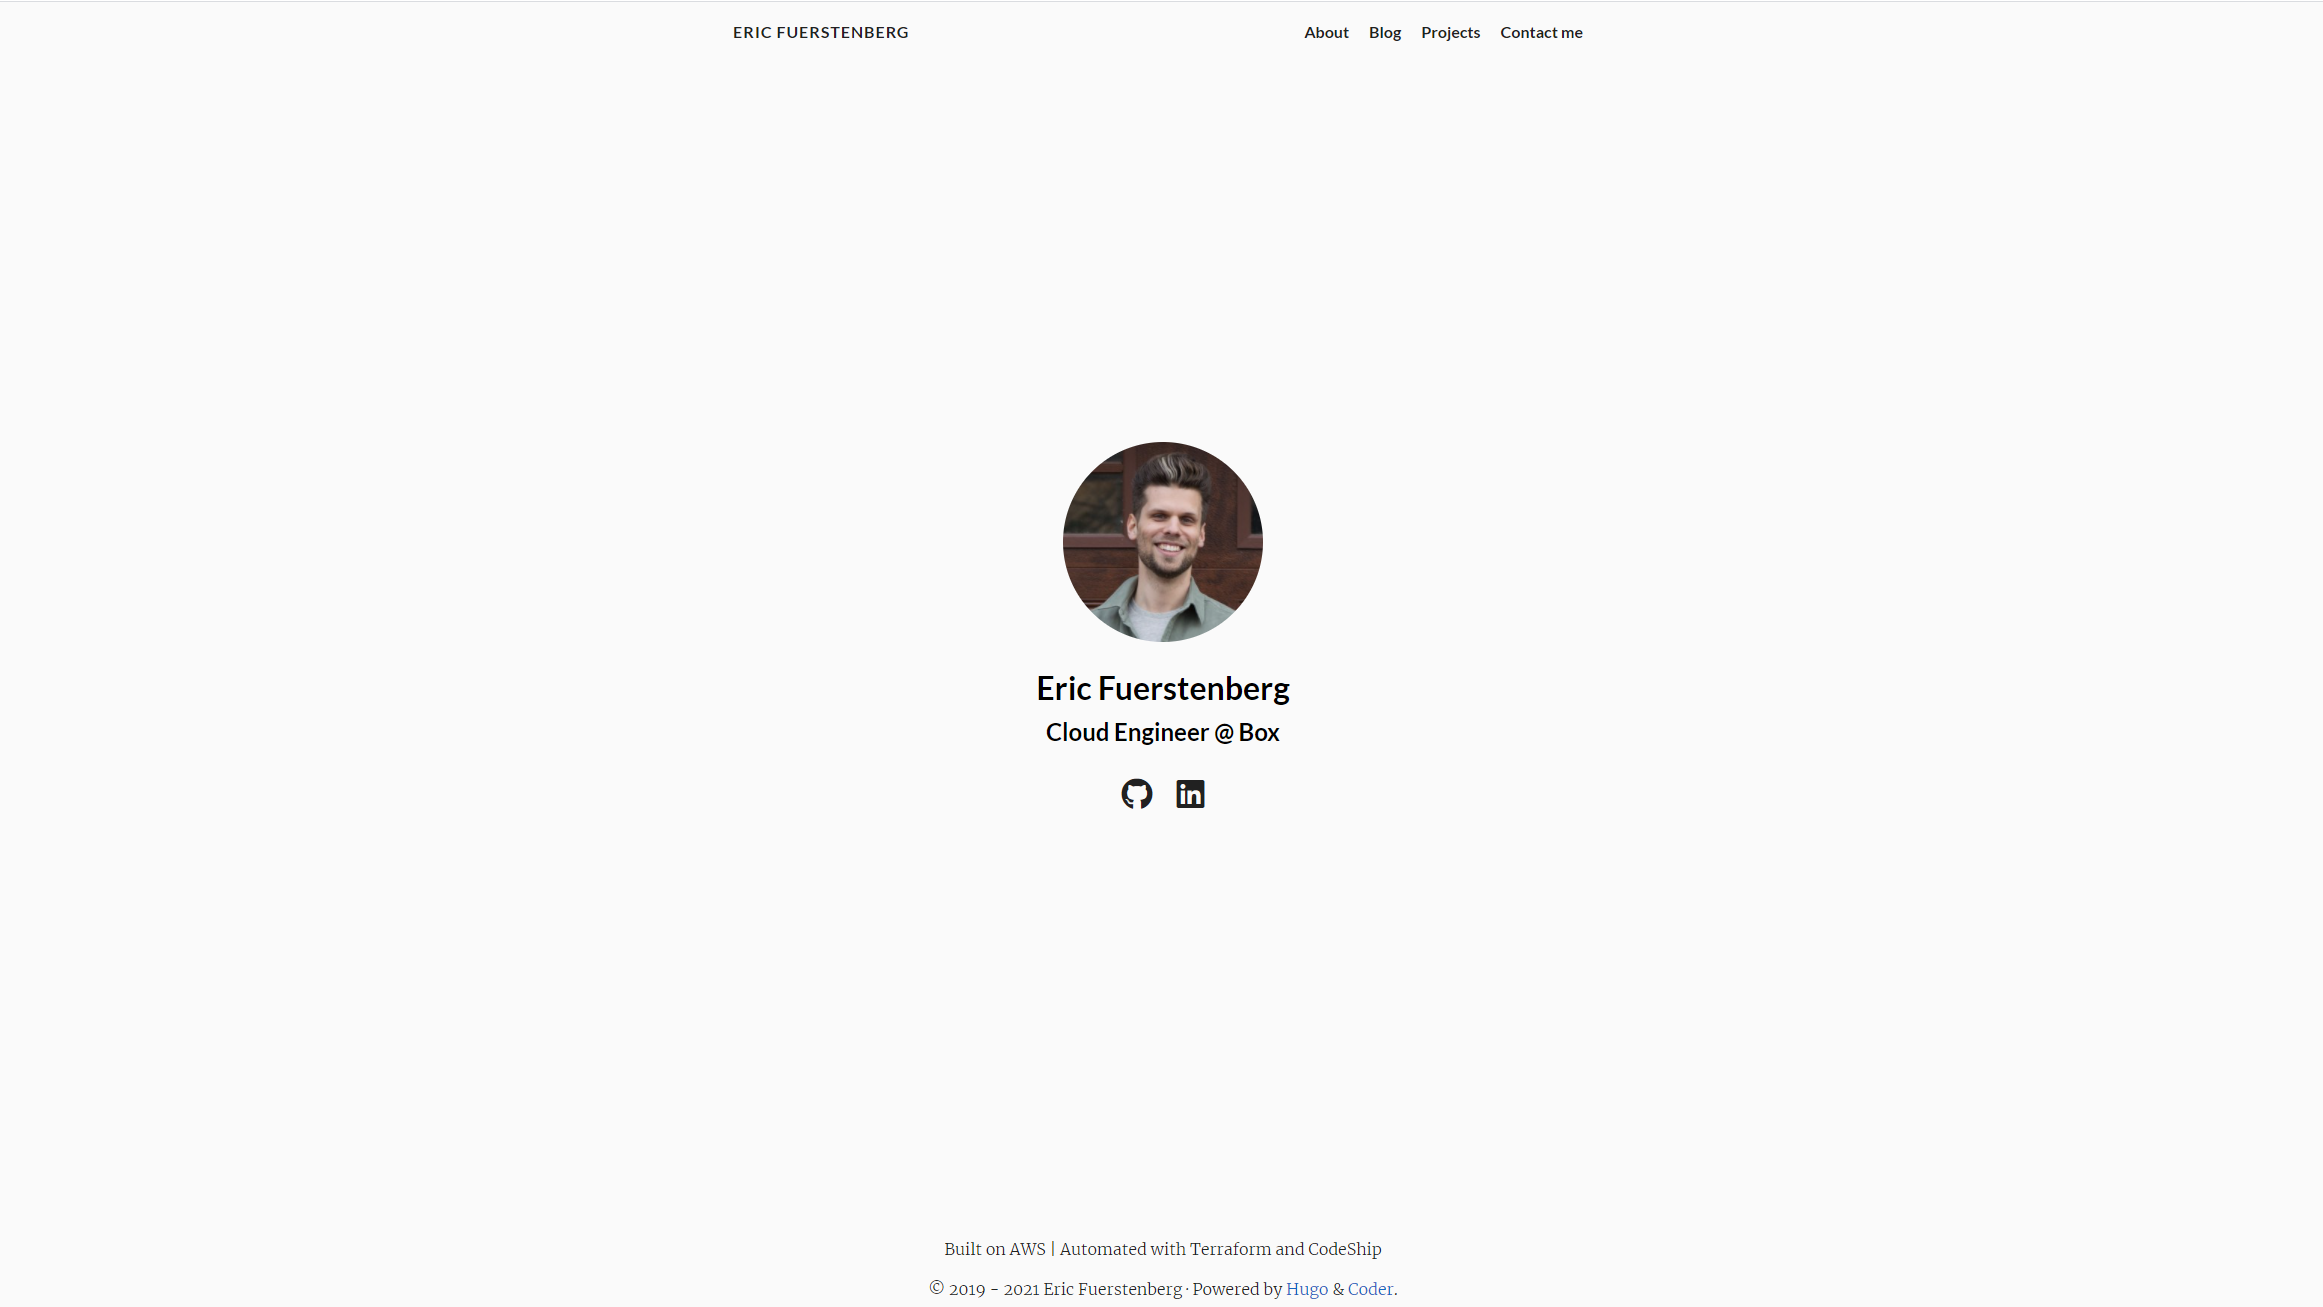 ERIC FUERSTENBERG
About Blog Projects Contact me
Eric Fuerstenberg
Cloud Engineer @ Box
in
Built on AWS | Automated with Terraform and CodeShip
© 2019 - 2021 Eric Fuerstenberg · Powered by Hugo & Coder.